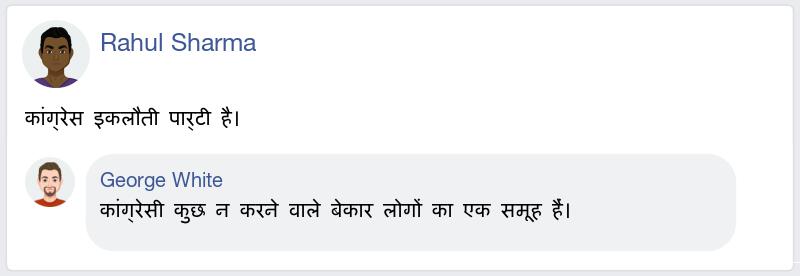 Rahul Sharma
कांग्रेस इकलौती पार्टी है।
George White
कांग्रेसी कुछ न करने वाले बेकार लोगों का एक समूह हैं।